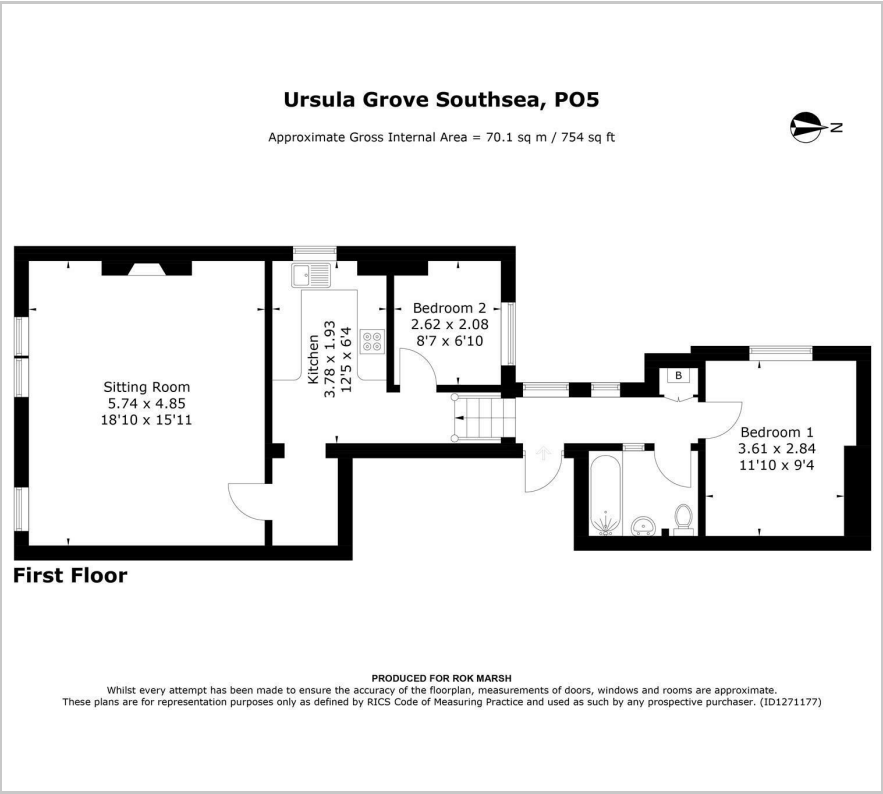 Ursula Grove Southsea, PO5
Approximate Gross Internal Area = 70.1 sq m / 754 sq ft
N
Sitting Room
5.74 x 4.85
18'10 x 15'11
Kitchen
3.78 x 1.93
12'5 x 6'4
Bedroom 2
2.62 x 2.08
8'7 x 6'10
B
Bedroom 1
3.61 x 2.84
11'10 x 9'4
First Floor
PRODUCED FOR ROK MARSH
Whilst every attempt has been made to ensure the accuracy of the floorplan, measurements of doors, windows and rooms are approximate.
These plans are for representation purposes only as defined by RICS Code of Measuring Practice and used as such by any prospective purchaser. (ID1271177)